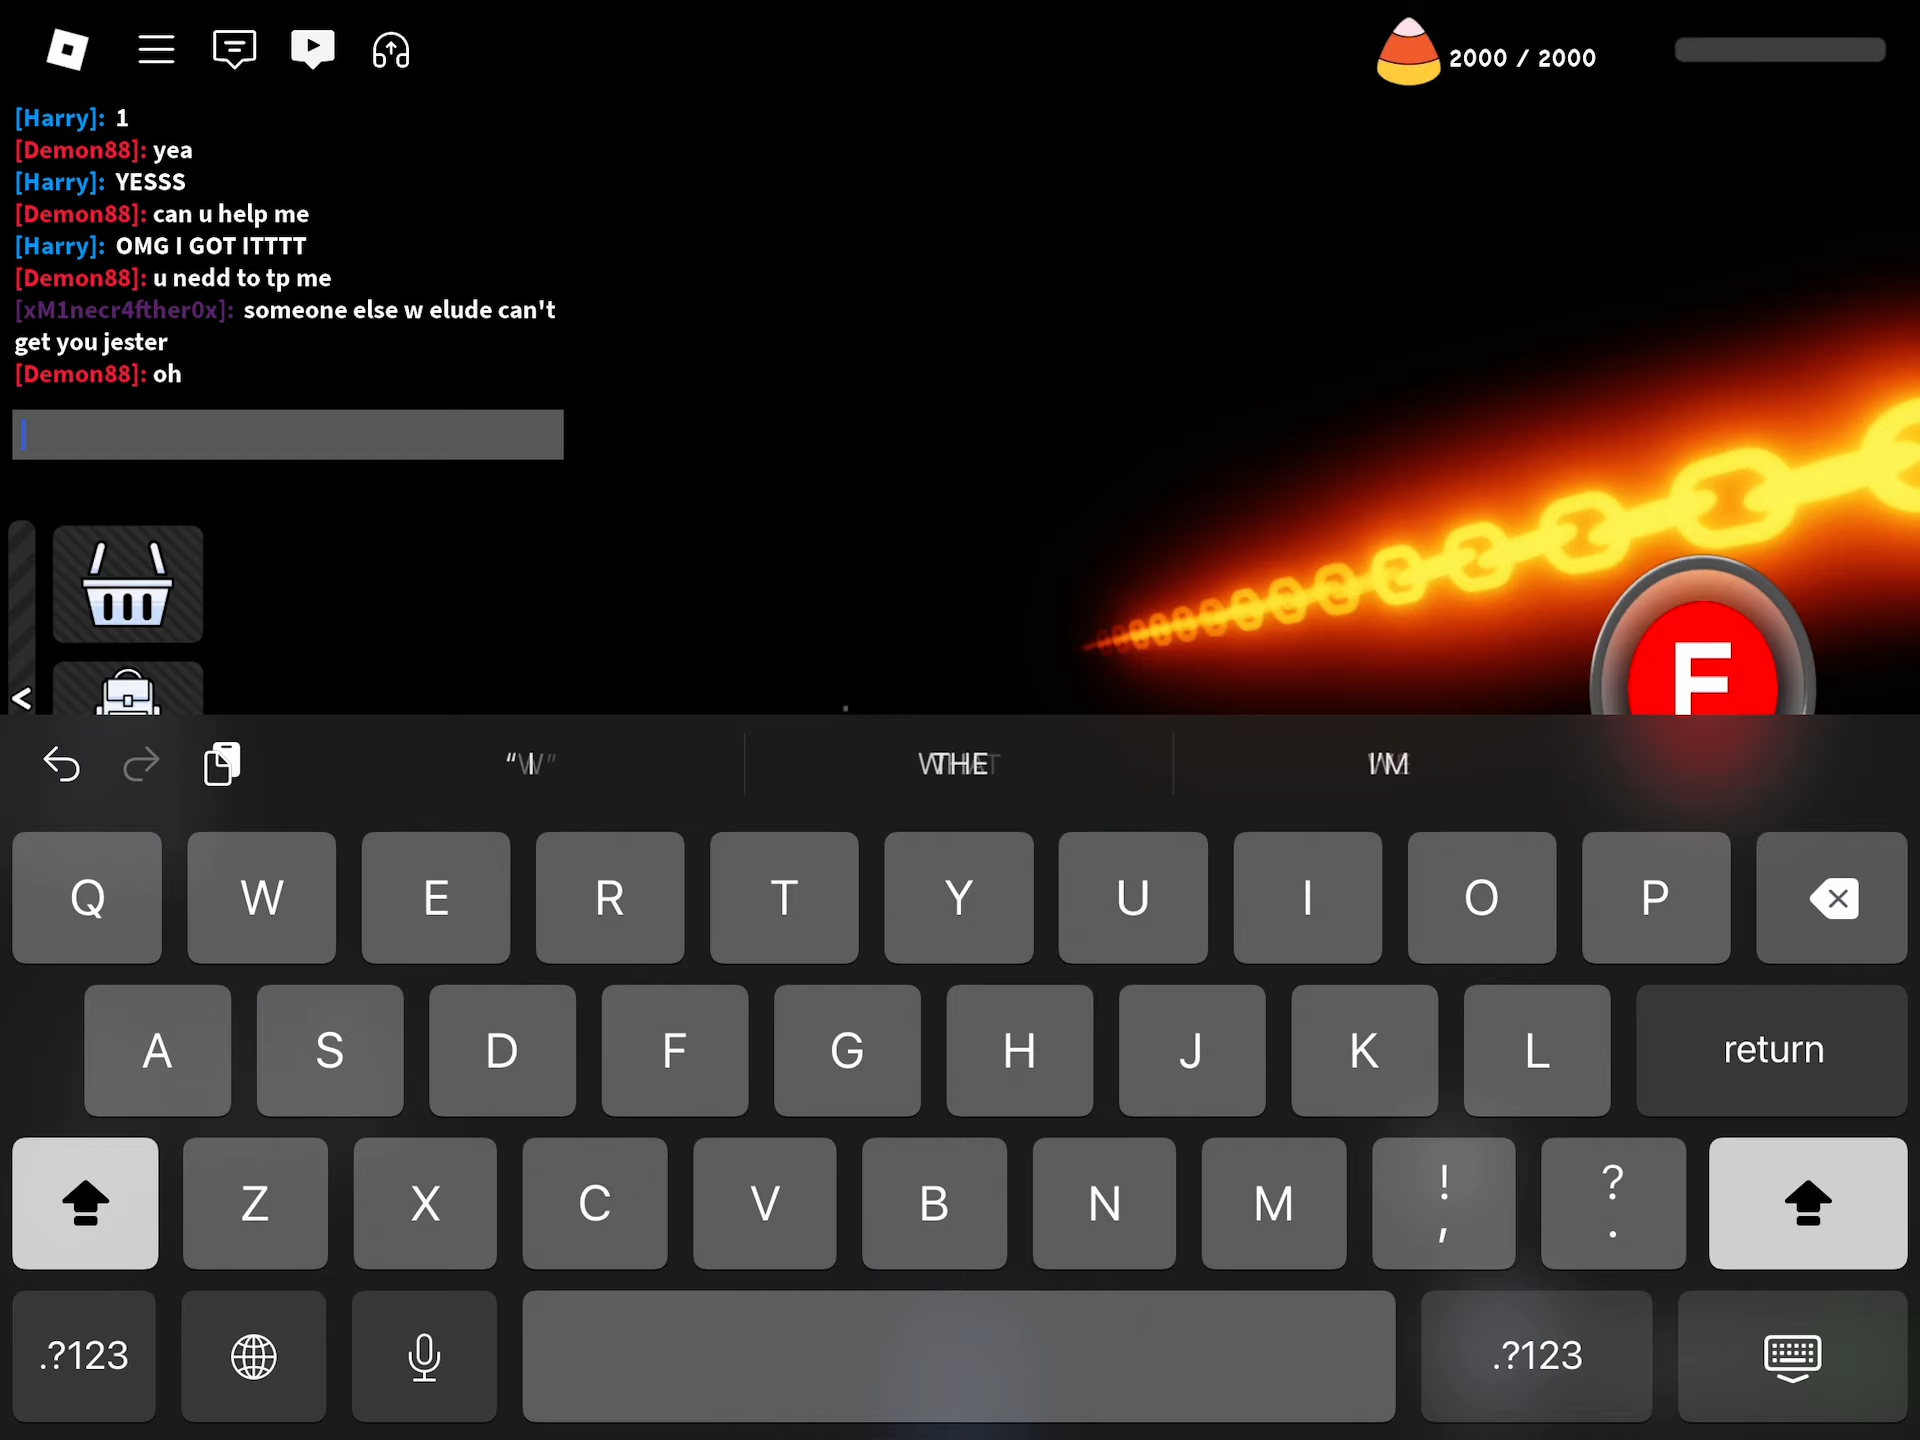 2000 / 2000
[Harry]: 1
[Demon88]: yea
[Harry]: YESSS
[Demon88]: can u help me
[Harry]: OMG I GOT ITTTT
[Demon88]: u nedd to tp me
[xM1necr4fther0x]: someone else w elude can't
get you jester
[Demon88]: oh
<
F
THE
I'M
Q W E R T Y U I O P
A S D F G H J K L return
Z X C V B N M ! , ? .
.?123 .?123